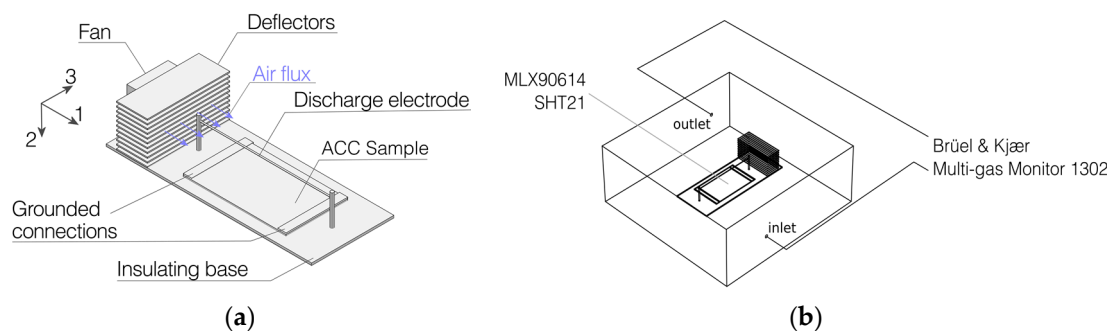 Fan
Deflectors
Air flux
3
1
2
Discharge electrode
ACC Sample
Grounded
connections
Insulating base
(a)
MLX90614
SHT21
outlet
Brüel & Kjær
Multi-gas Monitor 1302
inlet
(b)